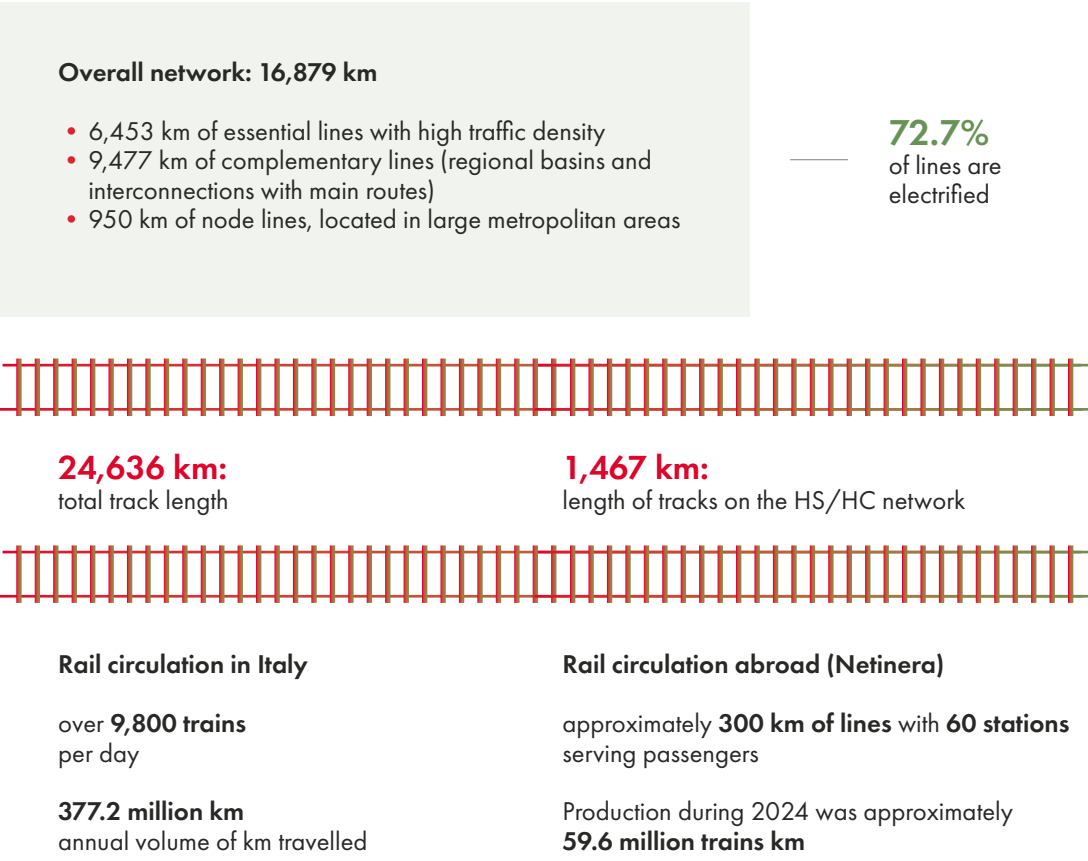 Overall network: 16,879 km
• 6,453 km of essential lines with high traffic density
• 9,477 km of complementary lines (regional basins and
interconnections with main routes)
• 950 km of node lines, located in large metropolitan areas
72.7%
of lines are
electrified
24,636 km:
total track length
1,467 km:
length of tracks on the HS/HC network
Rail circulation in Italy
over 9,800 trains
per day
377.2 million km
annual volume of km travelled
Rail circulation abroad (Netinera)
approximately 300 km of lines with 60 stations
serving passengers
Production during 2024 was approximately
59.6 million trains km